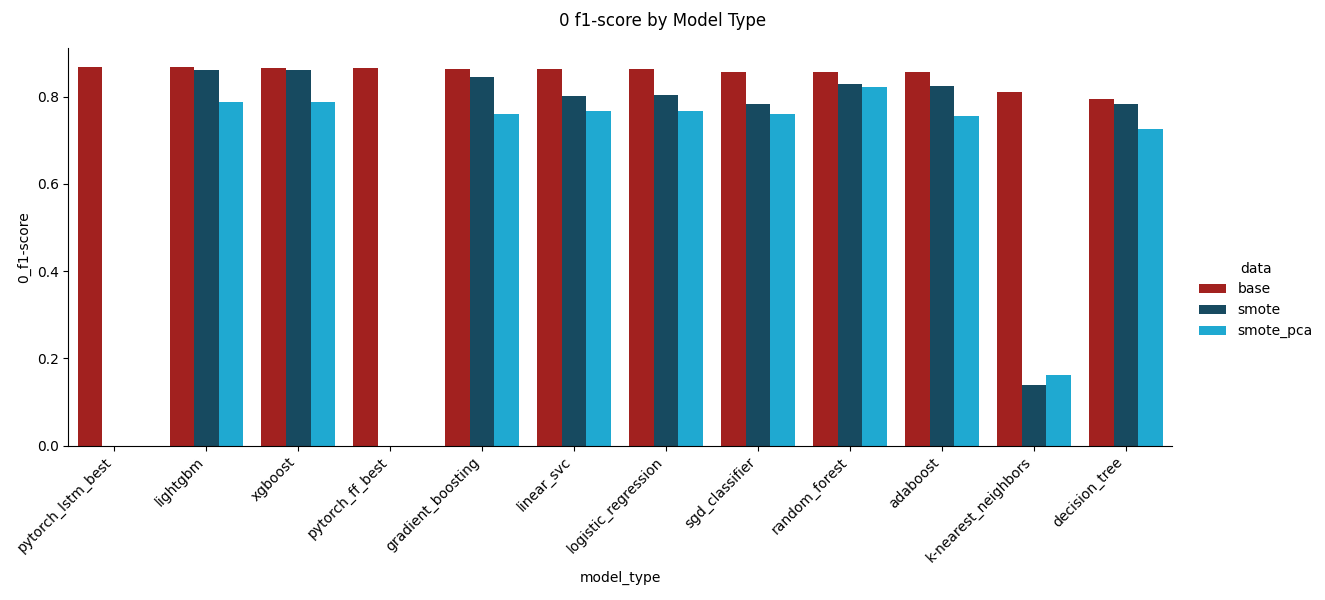 0 f1-score by Model Type
0_f1-score
0.8
0.6
0.4
0.2
0.0
pytorch_lstm_best
lightgbm
xgboost
pytorch_ff_best
gradient_boosting
linear_svc
logistic_regression
sgd_classifier
random_forest
adaboost
k-nearest_neighbors
decision_tree
model_type
data
base
smote
smote_pca